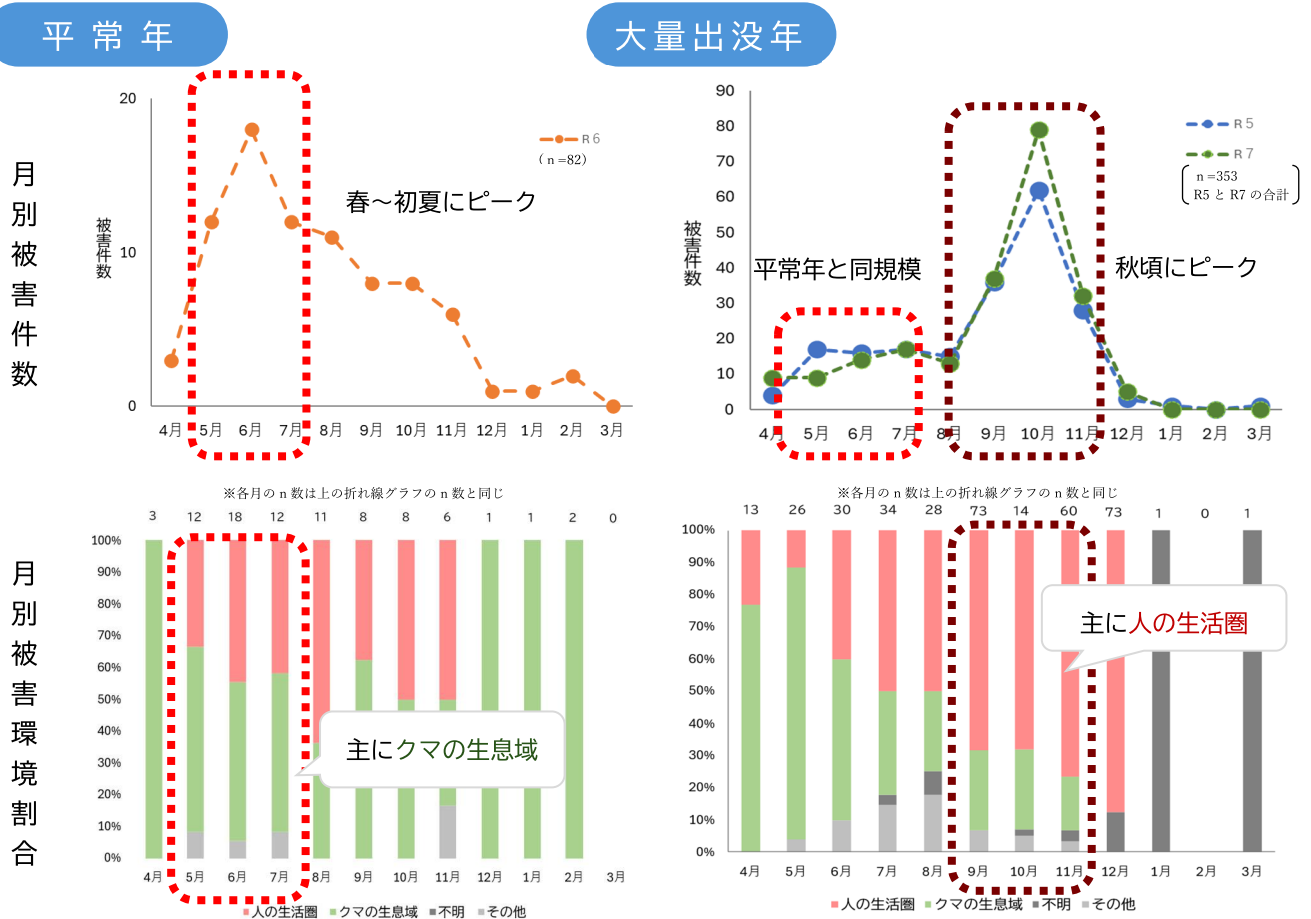 平常年
大量出没年
月別被害件数
被害件数
20
10
0
R6
(n=82)
春～初夏にピーク
4月 5月 6月 7月 8月 9月 10月 11月 12月 1月 2月 3月
被害件数
90
80
70
60
50
40
30
20
10
0
R5
R7
n=353
R5とR7の合計
平常年と同規模
秋頃にピーク
4月 5月 6月 7月 8月 9月 10月 11月 12月 1月 2月 3月
月別被害環境割合
※各月のn数は上の折れ線グラフのn数と同じ
3 12 18 12 11 8 8 6 1 1 2 0
100%
90%
80%
70%
60%
50%
40%
30%
20%
10%
0%
主にクマの生息域
4月 5月 6月 7月 8月 9月 10月 11月 12月 1月 2月 3月
人の生活圏 クマの生息域 不明 その他
※各月のn数は上の折れ線グラフのn数と同じ
13 26 30 34 28 73 14 60 73 1 0 1
100%
90%
80%
70%
60%
50%
40%
30%
20%
10%
0%
主に人の生活圏
4月 5月 6月 7月 8月 9月 10月 11月 12月 1月 2月 3月
人の生活圏 クマの生息域 不明 その他